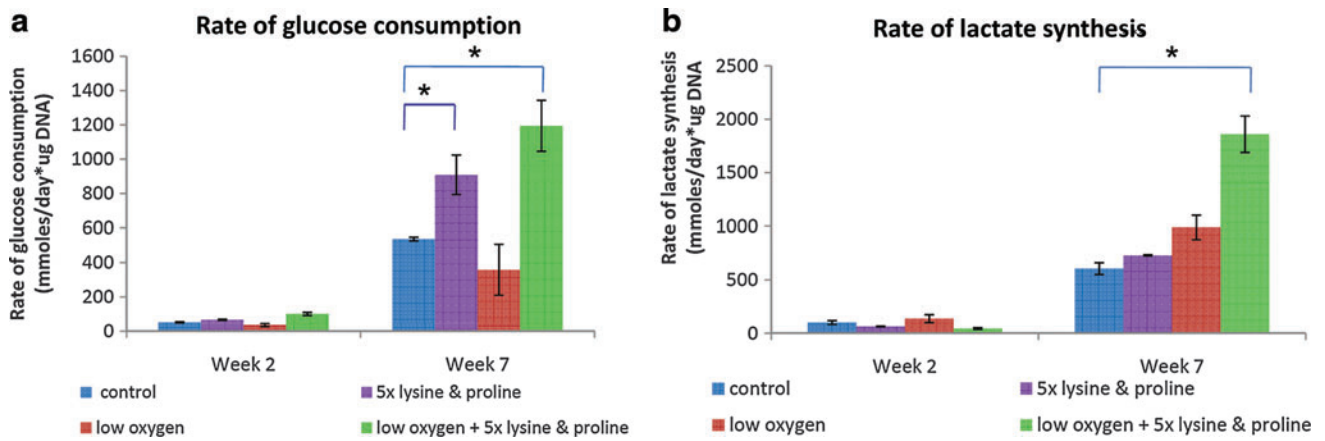 a
Rate of glucose consumption
Rate of glucose consumption
(mmoles/day*ug DNA)
1600
1400
1200
1000
800
600
400
200
0
*
*
Week 2
Week 7
control
5x lysine & proline
low oxygen
low oxygen + 5x lysine & proline
b
Rate of lactate synthesis
Rate of lactate synthesis
(mmoles/day*ug DNA
2500
2000
1500
1000
500
0
*
Week 2
Week 7
control
5x lysine & proline
low oxygen
low oxygen + 5x lysine & proline